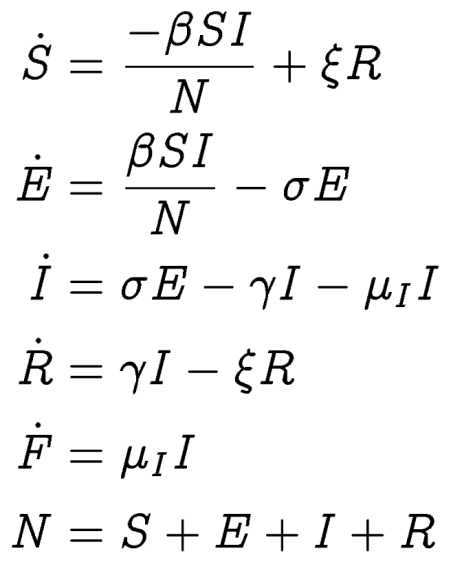 Ṡ = −βSI/N + ξR
Ė = βSI/N − σE
İ = σE − γI − μ_I I
Ṙ = γI − ξR
Ḟ = μ_I I
N = S + E + I + R